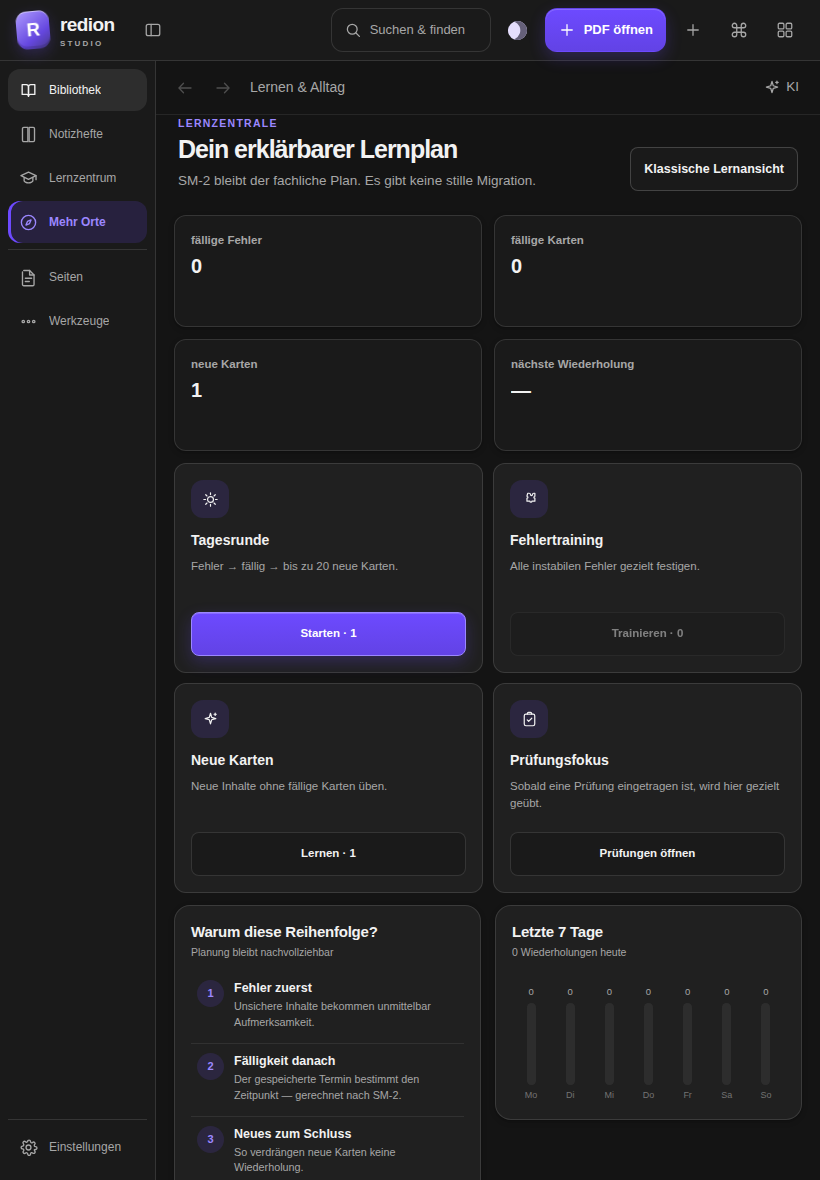 R
redion
STUDIO
Suchen & finden
PDF öffnen
Bibliothek
Notizhefte
Lernzentrum
Mehr Orte
Seiten
Werkzeuge
Einstellungen
Lernen & Alltag
KI
LERNZENTRALE
Dein erklärbarer Lernplan
SM-2 bleibt der fachliche Plan. Es gibt keine stille Migration.
Klassische Lernansicht
fällige Fehler
0
fällige Karten
0
neue Karten
1
nächste Wiederholung
—
Tagesrunde
Fehler → fällig → bis zu 20 neue Karten.
Starten · 1
Fehlertraining
Alle instabilen Fehler gezielt festigen.
Trainieren · 0
Neue Karten
Neue Inhalte ohne fällige Karten üben.
Lernen · 1
Prüfungsfokus
Sobald eine Prüfung eingetragen ist, wird hier gezielt
geübt.
Prüfungen öffnen
Warum diese Reihenfolge?
Planung bleibt nachvollziehbar
1
Fehler zuerst
Unsichere Inhalte bekommen unmittelbar
Aufmerksamkeit.
2
Fälligkeit danach
Der gespeicherte Termin bestimmt den
Zeitpunkt — gerechnet nach SM-2.
3
Neues zum Schluss
So verdrängen neue Karten keine
Wiederholung.
Letzte 7 Tage
0 Wiederholungen heute
0 0 0 0 0 0 0
Mo Di Mi Do Fr Sa So